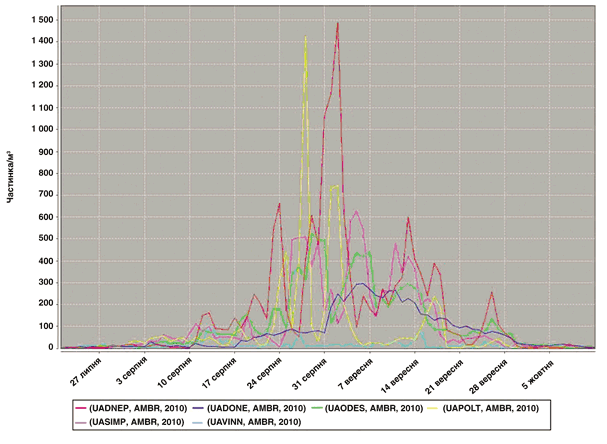 Частинка/м³
1 500
1 400
1 300
1 200
1 100
1 000
900
800
700
600
500
400
300
200
100
0
27 липня
3 серпня
10 серпня
17 серпня
24 серпня
31 серпня
7 вересня
14 вересня
21 вересня
28 вересня
5 жовтня
(UADNEP, AMBR, 2010) (UADONE, AMBR, 2010) (UAODES, AMBR, 2010) (UAPOLT, AMBR, 2010)
(UASIMP, AMBR, 2010) (UAVINN, AMBR, 2010)